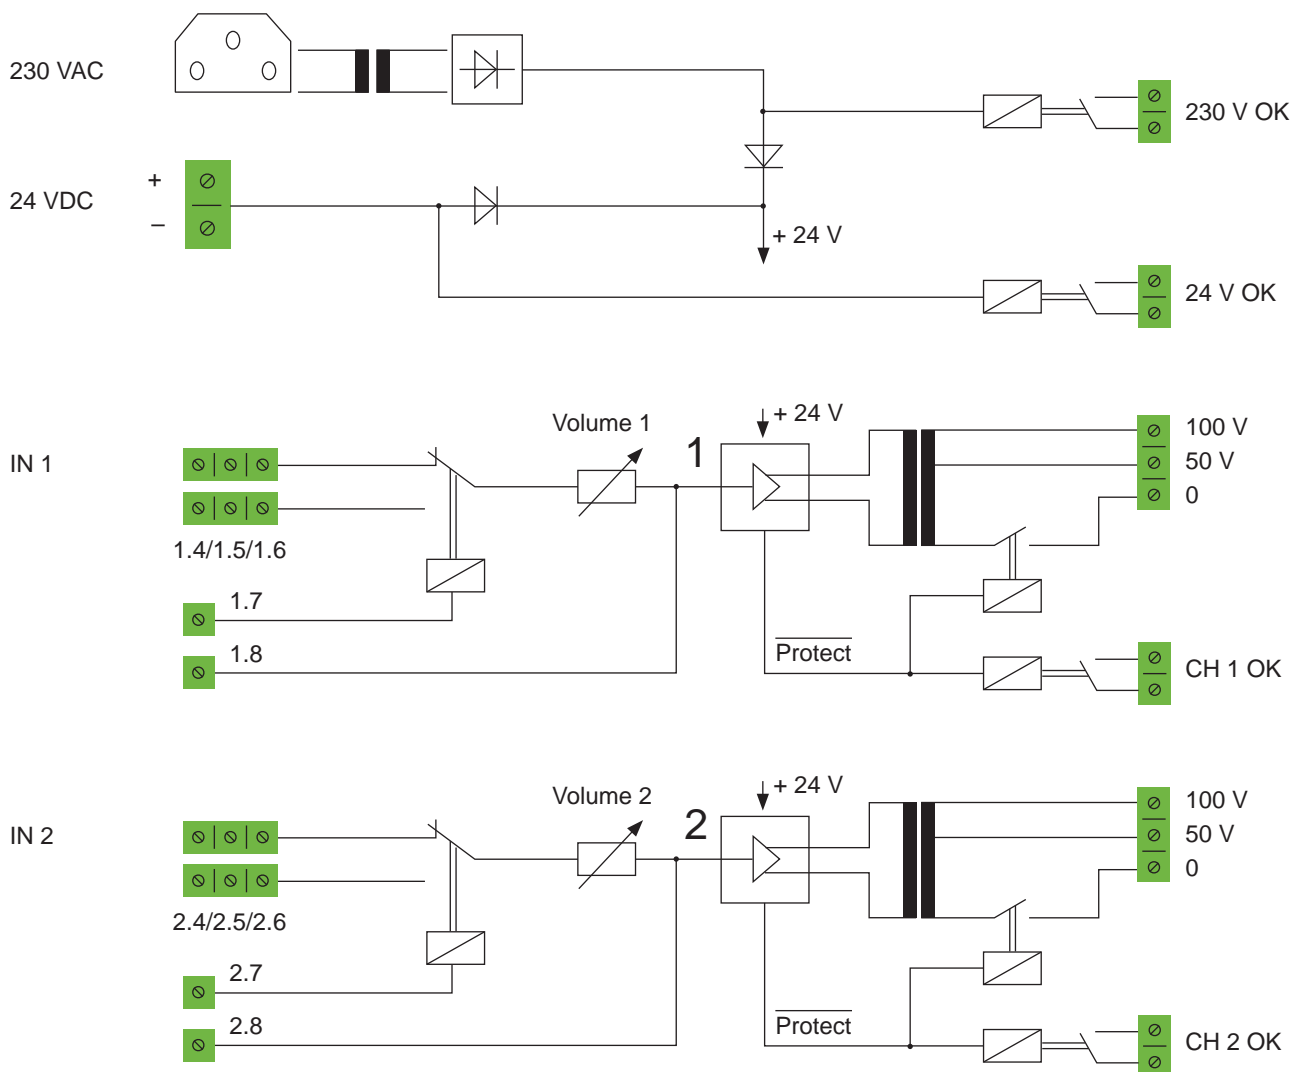 230 VAC
230 V OK
+
24 VDC
–
+ 24 V
24 V OK
+ 24 V
Volume 1
1
100 V
IN 1
50 V
0
1.4/1.5/1.6
1.7
1.8
Protect
CH 1 OK
+ 24 V
Volume 2
2
100 V
IN 2
50 V
0
2.4/2.5/2.6
2.7
2.8
Protect
CH 2 OK